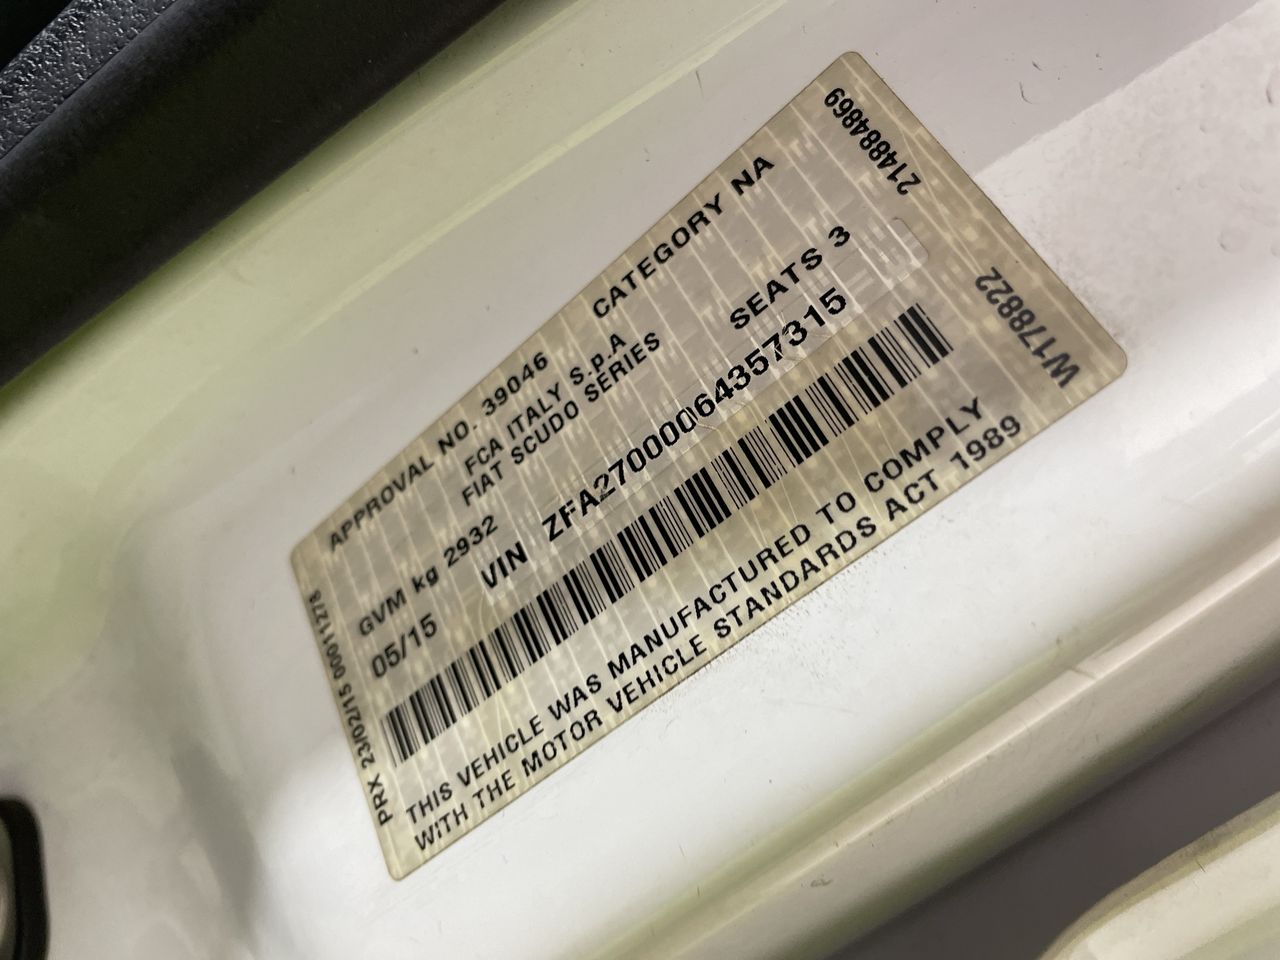 APPROVAL NO. 39046 CATEGORY NA
FCA ITALY S.p.A
FIAT SCUDO SERIES
GVM kg 2932 SEATS 3
05/15 VIN ZFA27000064357315
THIS VEHICLE WAS MANUFACTURED TO COMPLY
WITH THE MOTOR VEHICLE STANDARDS ACT 1989
PRX 23/02/15 00011278
214884869
W178822